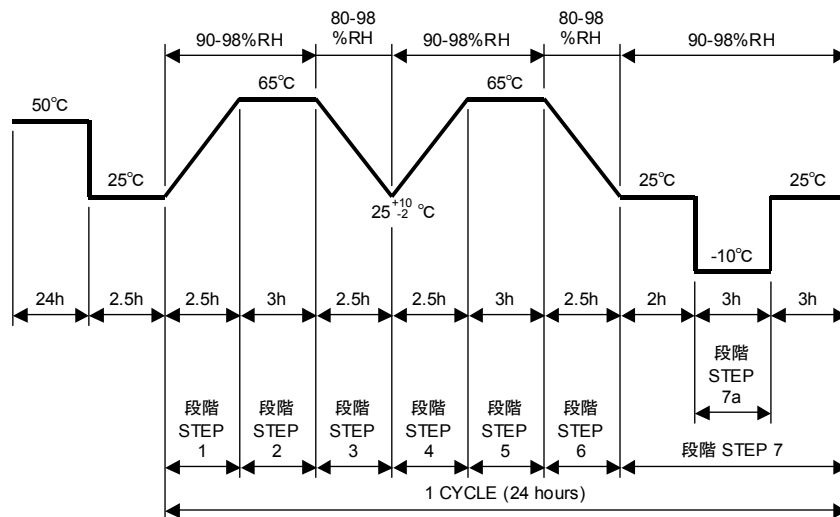 80-98
%RH
80-98
%RH
90-98%RH
90-98%RH
90-98%RH
65°C
65°C
50°C
25°C
25°C
25°C
25 +10 -2 °C
-10°C
24h
2.5h
2.5h
3h
2.5h
2.5h
3h
2.5h
2h
3h
3h
段階
STEP
7a
段階
STEP
1
段階
STEP
2
段階
STEP
3
段階
STEP
4
段階
STEP
5
段階
STEP
6
段階 STEP 7
1 CYCLE (24 hours)